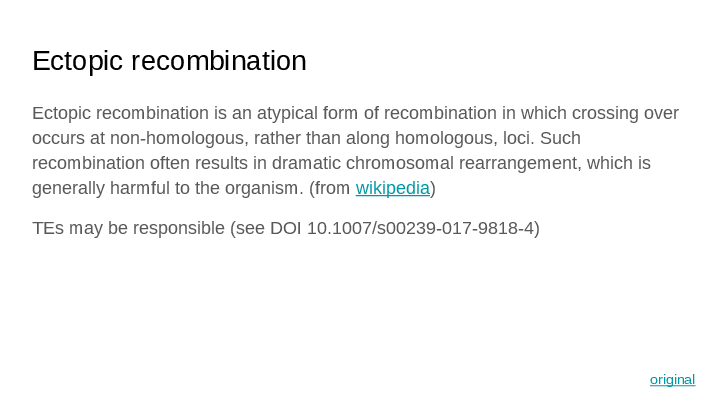 Ectopic recombination
Ectopic recombination is an atypical form of recombination in which crossing over
occurs at non-homologous, rather than along homologous, loci. Such
recombination often results in dramatic chromosomal rearrangement, which is
generally harmful to the organism. (from wikipedia)
TEs may be responsible (see DOI 10.1007/s00239-017-9818-4)
original